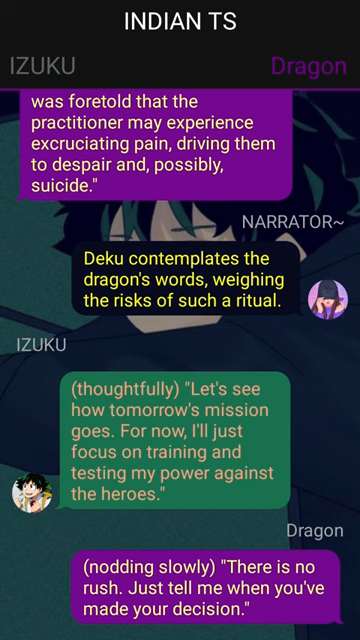 INDIAN TS
IZUKU
Dragon
was foretold that the
practitioner may experience
excruciating pain, driving them
to despair and, possibly,
suicide."
NARRATOR~
Deku contemplates the
dragon's words, weighing
the risks of such a ritual.
IZUKU
(thoughtfully) "Let's see
how tomorrow's mission
goes. For now, I'll just
focus on training and
testing my power against
the heroes."
Dragon
(nodding slowly) "There is no
rush. Just tell me when you've
made your decision."